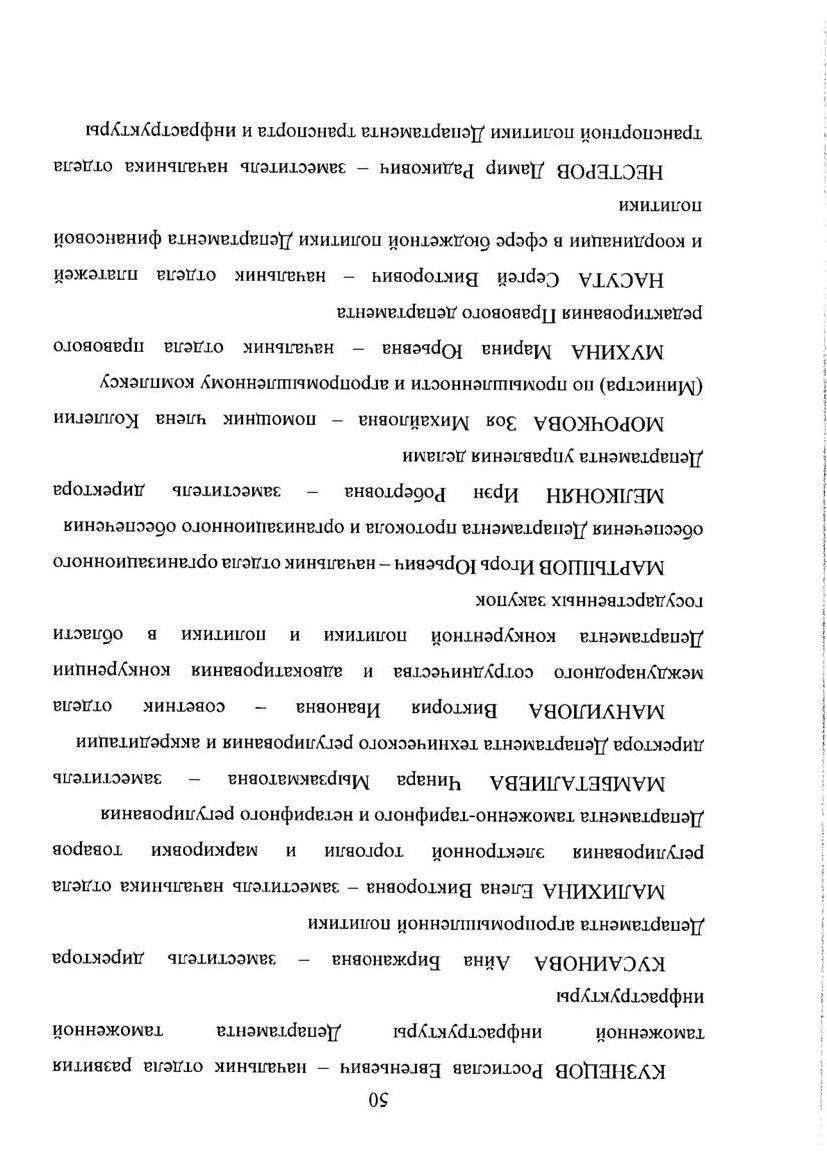 50
КУЗНЕЦОВ Ростислав Евгеньевич – начальник отдела развития
таможенной инфраструктуры Департамента таможенной
инфраструктуры
КУСАИНОВА Айна Биржановна – заместитель директора
Департамента агропромышленной политики
МАЛИХИНА Елена Викторовна – заместитель начальника отдела
регулирования электронной торговли и маркировки товаров
Департамента таможенно-тарифного и нетарифного регулирования
МАМБЕТАЛИЕВА Чинара Мырзакматовна – заместитель
директора Департамента технического регулирования и аккредитации
МАНУИЛОВА Виктория Ивановна – советник отдела
международного сотрудничества и адвокатирования конкуренции
Департамента конкурентной политики и политики в области
государственных закупок
МАРТЫШОВ Игорь Юрьевич – начальник отдела организационного
обеспечения Департамента протокола и организационного обеспечения
МЕЛКОНЯН Ирэн Робертовна – заместитель директора
Департамента управления делами
МОРОЧКОВА Зоя Михайловна – помощник члена Коллегии
(Министра) по промышленности и агропромышленному комплексу
МУХИНА Марина Юрьевна – начальник отдела правового
редактирования Правового департамента
НАСУТА Сергей Викторович – начальник отдела платежей
и координации в сфере бюджетной политики Департамента финансовой
политики
НЕСТЕРОВ Дамир Радикович – заместитель начальника отдела
транспортной политики Департамента транспорта и инфраструктуры